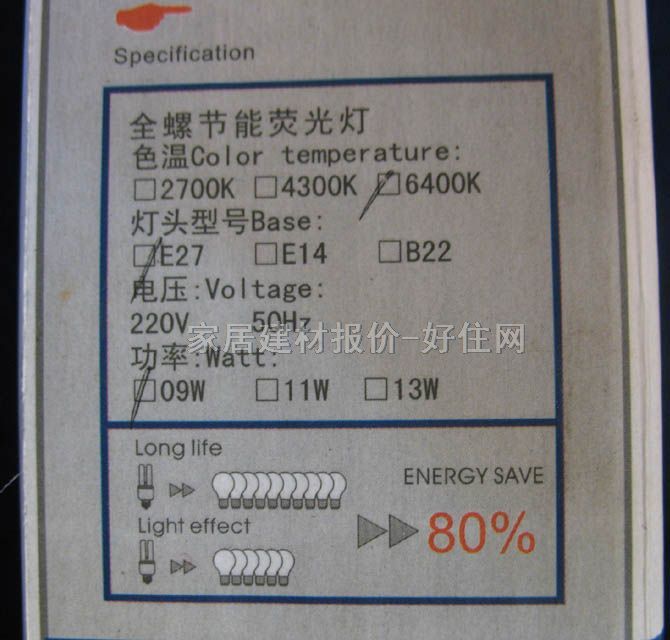 Specification
全螺节能荧光灯
色温Color temperature:
□2700K □4300K □6400K
灯头型号Base:
□E27 □E14 □B22
电压:Voltage:
220V 50Hz
家居建材报价-好住网
功率:Watt:
□09W □11W □13W
Long life
ENERGY SAVE
Light effect
80%